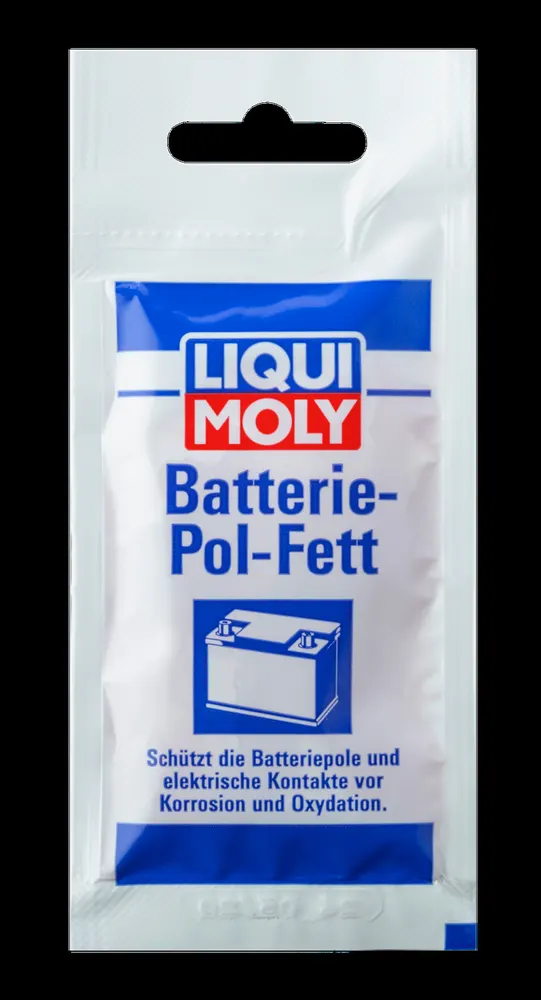 LIQUI
MOLY
Batterie-
Pol-Fett
Schützt die Batteriepole und
elektrische Kontakte vor
Korrosion und Oxydation.